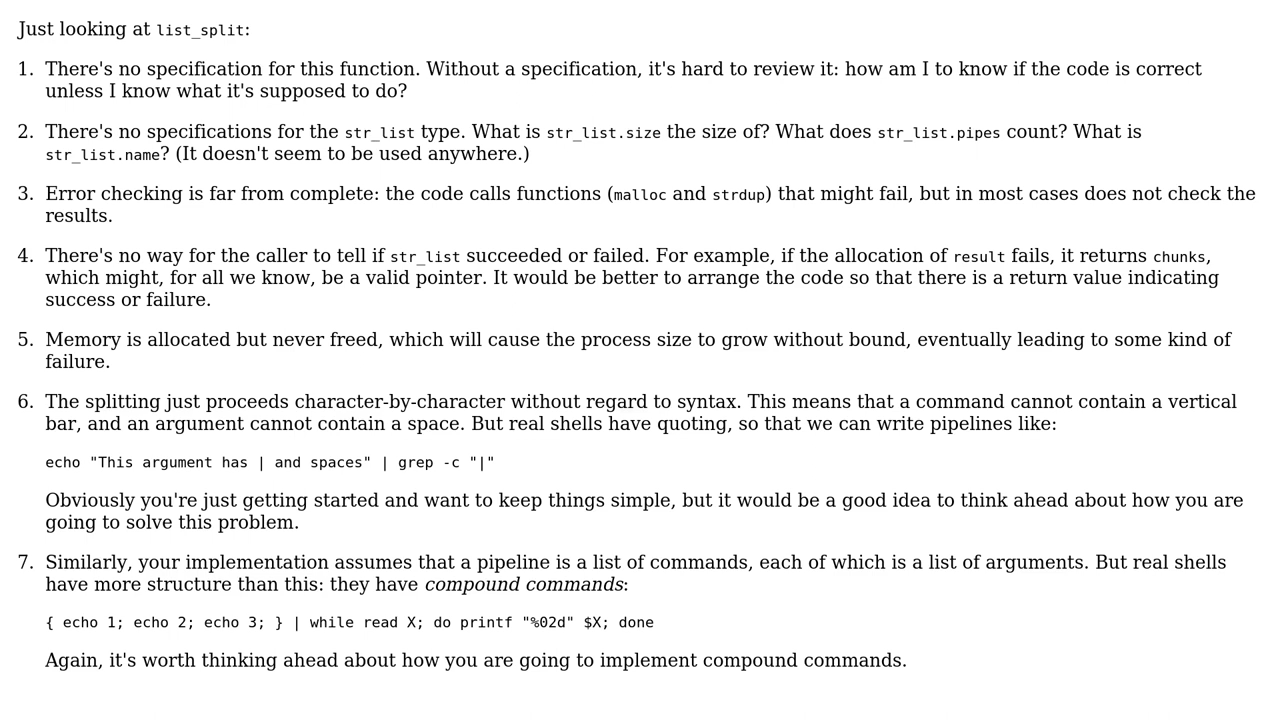 Just looking at list_split:
1. There's no specification for this function. Without a specification, it's hard to review it: how am I to know if the code is correct
unless I know what it's supposed to do?
2. There's no specifications for the str_list type. What is str_list.size the size of? What does str_list.pipes count? What is
str_list.name? (It doesn't seem to be used anywhere.)
3. Error checking is far from complete: the code calls functions (malloc and strdup) that might fail, but in most cases does not check the
results.
4. There's no way for the caller to tell if str_list succeeded or failed. For example, if the allocation of result fails, it returns chunks,
which might, for all we know, be a valid pointer. It would be better to arrange the code so that there is a return value indicating
success or failure.
5. Memory is allocated but never freed, which will cause the process size to grow without bound, eventually leading to some kind of
failure.
6. The splitting just proceeds character-by-character without regard to syntax. This means that a command cannot contain a vertical
bar, and an argument cannot contain a space. But real shells have quoting, so that we can write pipelines like:
echo "This argument has | and spaces" | grep -c "|"
Obviously you're just getting started and want to keep things simple, but it would be a good idea to think ahead about how you are
going to solve this problem.
7. Similarly, your implementation assumes that a pipeline is a list of commands, each of which is a list of arguments. But real shells
have more structure than this: they have compound commands:
{ echo 1; echo 2; echo 3; } | while read X; do printf "%02d" $X; done
Again, it's worth thinking ahead about how you are going to implement compound commands.